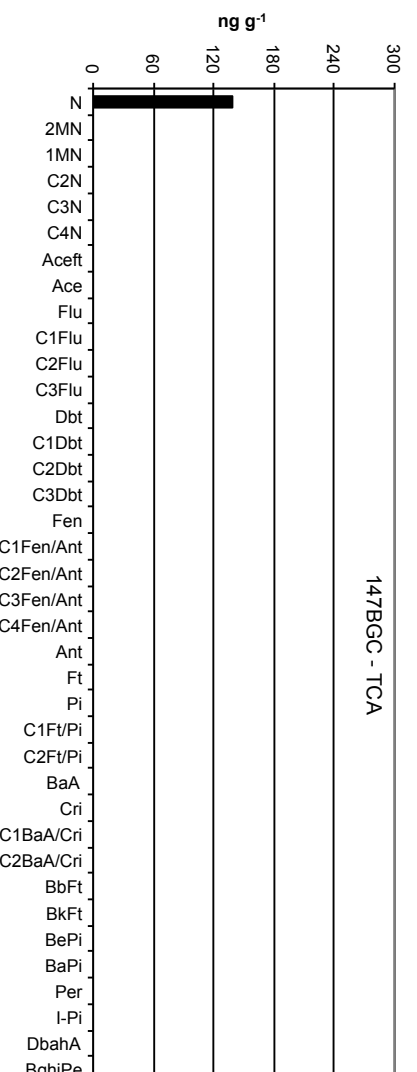 ng g-1
0 60 120 180 240 300
N
2MN
1MN
C2N
C3N
C4N
Aceft
Ace
Flu
C1Flu
C2Flu
C3Flu
Dbt
C1Dbt
C2Dbt
C3Dbt
Fen
C1Fen/Ant
C2Fen/Ant
C3Fen/Ant
C4Fen/Ant
Ant
Ft
Pi
C1Ft/Pi
C2Ft/Pi
BaA
Cri
C1BaA/Cri
C2BaA/Cri
BbFt
BkFt
BePi
BaPi
Per
I-Pi
DbahA
BghiPe
147BGC - TCA